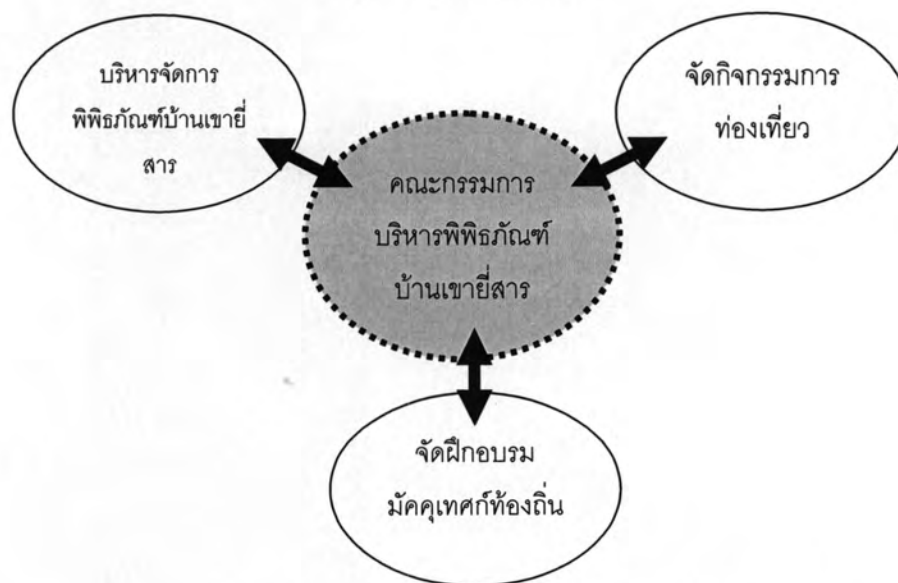 บริหารจัดการ
พิพิธภัณฑ์บ้านเขายี่
สาร
จัดกิจกรรมการ
ท่องเที่ยว
คณะกรรมการ
บริหารพิพิธภัณฑ์
บ้านเขายี่สาร
จัดฝึกอบรม
มัคคุเทศก์ท้องถิ่น